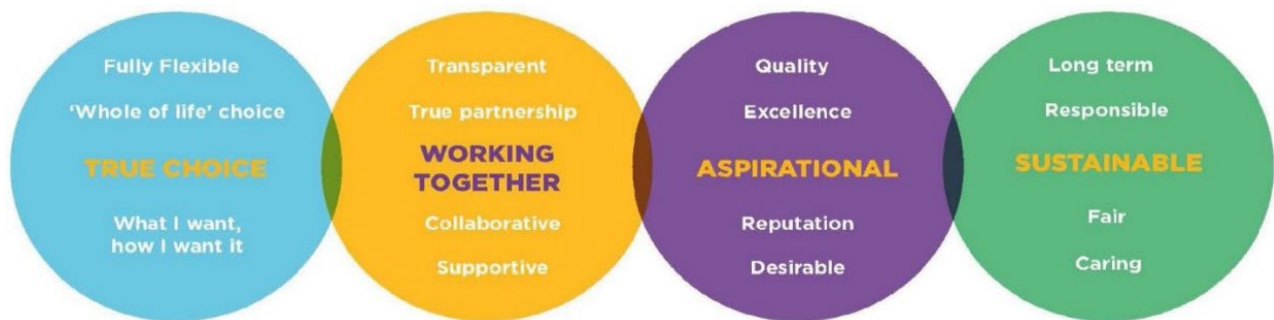 Fully Flexible
‘Whole of life’ choice
TRUE CHOICE
What I want,
how I want it
Transparent
True partnership
WORKING
TOGETHER
Collaborative
Supportive
Quality
Excellence
ASPIRATIONAL
Reputation
Desirable
Long term
Responsible
SUSTAINABLE
Fair
Caring